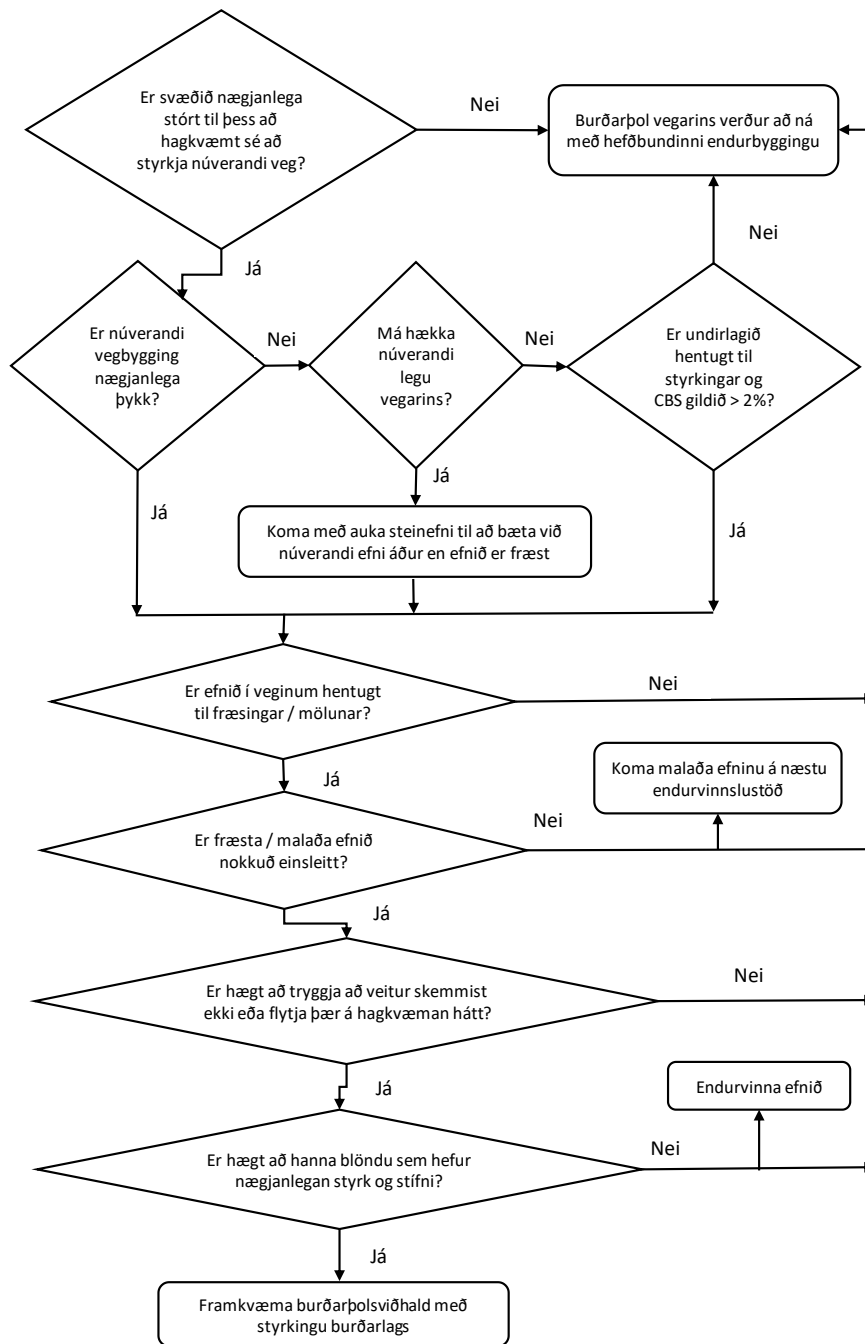 Er svæðið nægjanlega
stórt til þess að
hagkvæmt sé að
styrkja núverandi veg?
Nei
Burðarþol vegarins verður að ná
með hefðbundinni endurbyggingu
Já
Nei
Er núverandi
vegbygging
nægjanlega
þykk?
Nei
Má hækka
núverandi
legu
vegarins?
Nei
Er undirlagið
hentugt til
styrkingar og
CBS gildið > 2%?
Já
Já
Já
Koma með auka steinefni til að bæta við
núverandi efni áður en efnið er fræst
Er efnið í veginum hentugt
til fræsingar / mölunar?
Nei
Já
Koma malaða efninu á næstu
endurvinnslustöð
Er fræsta / malaða efnið
nokkuð einsleitt?
Nei
Já
Er hægt að tryggja að veitur skemmist
ekki eða flytja þær á hagkvæman hátt?
Nei
Já
Endurvinna efnið
Er hægt að hanna blöndu sem hefur
nægjanlegan styrk og stífni?
Nei
Já
Framkvæma burðarþolsviðhald með
styrkingu burðarlags